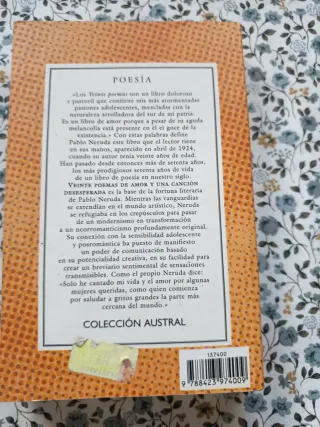 POESÍA
«Los Veinte poemas son un libro doloroso
y pastoril que contiene mis más atormentadas
pasiones adolescentes, mezcladas con la
naturaleza arrolladora del sur de mi patria.
Es un libro de amor porque a pesar de su aguda
melancolía está presente en él el goce de la
existencia.» Con estas palabras define
Pablo Neruda este libro que el lector tiene
en sus manos, aparecido en abril de 1924,
cuando su autor tenía veinte años de edad.
Han pasado desde entonces más de setenta años,
los más prodigiosos setenta años de vida
de un libro de poesía en nuestro siglo.
VEINTE POEMAS DE AMOR Y UNA CANCIÓN
DESESPERADA es la base de la fortuna literaria
de Pablo Neruda. Mientras las vanguardias
se extendían en el mundo artístico, Neruda
se refugiaba en los crepúsculos para pasar
de un modernismo en transformación
a un neorromanticismo profundamente original.
Su conexión con la sensibilidad adolescente
y posromántica ha puesto de manifiesto
un poder de comunicación basado
en su potencialidad creativa, en su facilidad para
crear un breviario sentimental de sensaciones
transmisibles. Como el propio Neruda dice:
«Solo he cantado mi vida y el amor por algunas
mujeres queridas, como quien comienza
por saludar a gritos grandes la parte más
cercana del mundo.»
COLECCIÓN AUSTRAL
137400
9 788423 974009